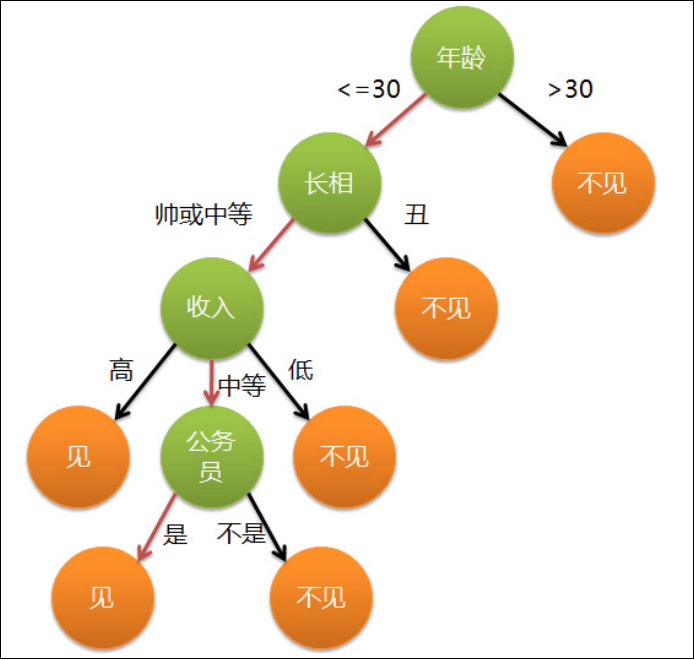 年龄
<=30
>30
长相
不见
帅或中等
丑
收入
不见
高
中等
低
见
公务
员
不见
是
不是
见
不见